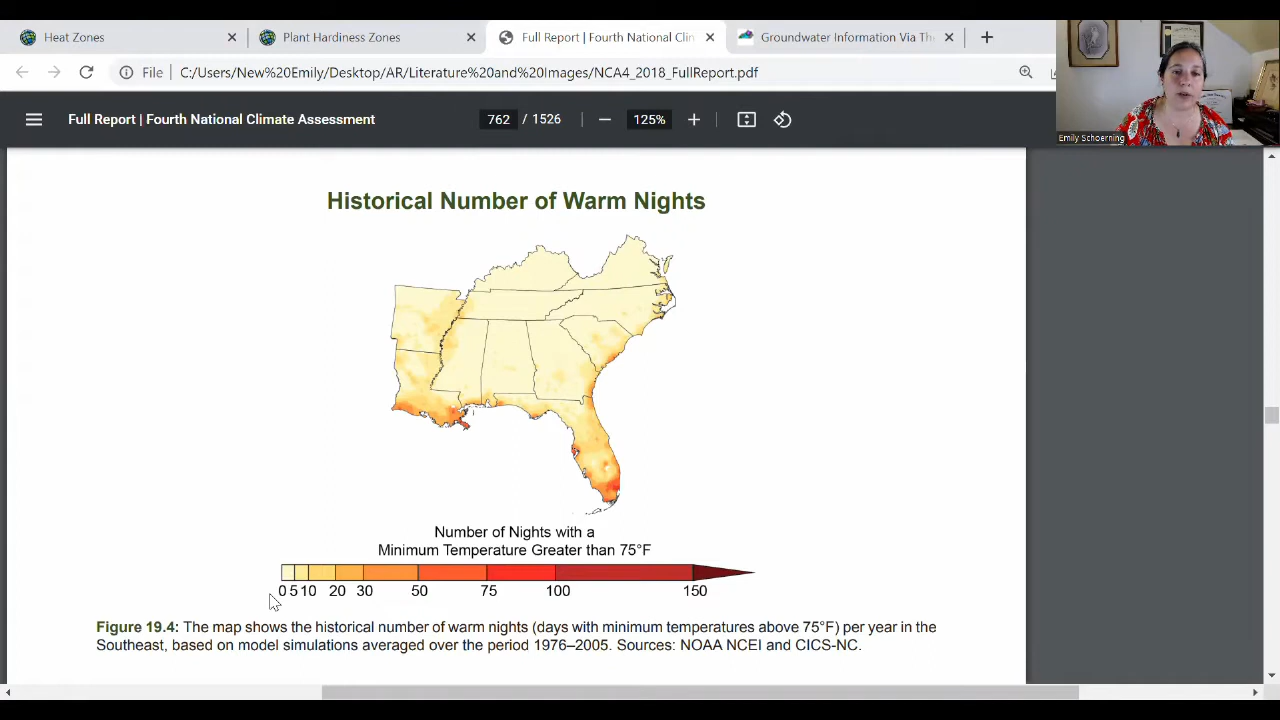 Heat Zones
Plant Hardiness Zones
Full Report | Fourth National Clin
Groundwater Information Via Th
File
C:/Users/New%20Emily/Desktop/AR/Literature%20and%20Images/NCA4_2018_FullReport.pdf
Full Report | Fourth National Climate Assessment
762 / 1526
125%
Emily Schoerning
Historical Number of Warm Nights
Number of Nights with a
Minimum Temperature Greater than 75°F
0 5 10 20 30 50 75 100 150
Figure 19.4: The map shows the historical number of warm nights (days with minimum temperatures above 75°F) per year in the
Southeast, based on model simulations averaged over the period 1976–2005. Sources: NOAA NCEI and CICS-NC.